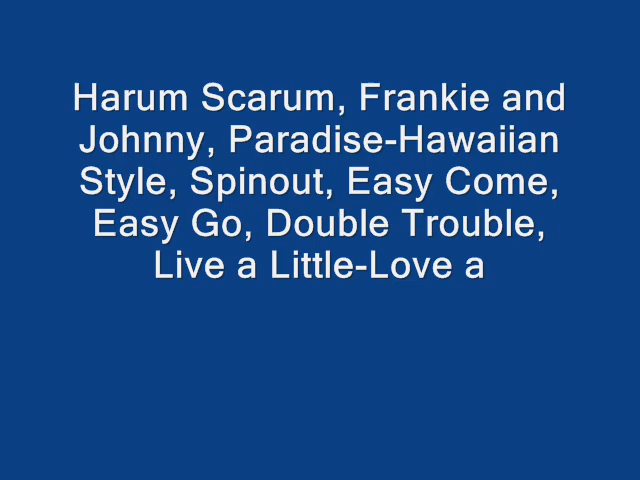 Harum Scarum, Frankie and
Johnny, Paradise-Hawaiian
Style, Spinout, Easy Come,
Easy Go, Double Trouble,
Live a Little-Love a